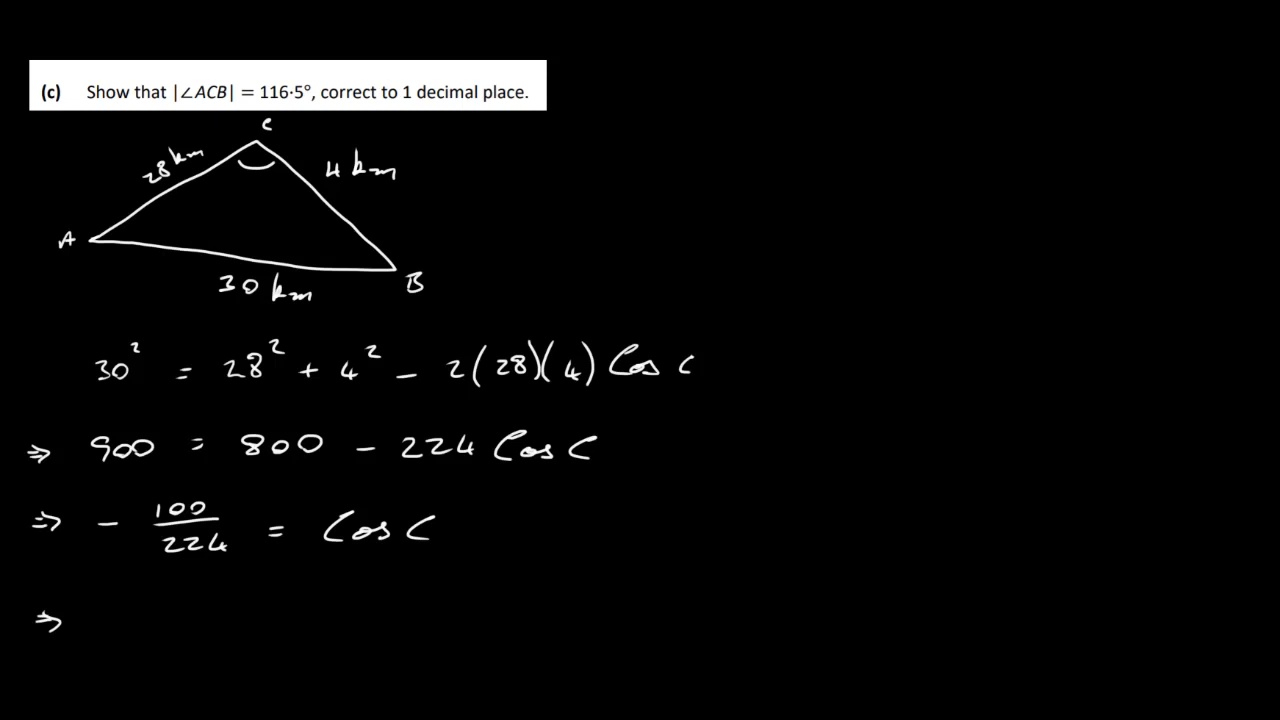 (c) Show that |∠ACB| = 116·5°, correct to 1 decimal place.
C
28 km
4 km
A
30 km
B
30² = 28² + 4² - 2(28)(4) Cos C
⇒ 900 = 800 - 224 Cos C
⇒ - 100/224 = Cos C
⇒